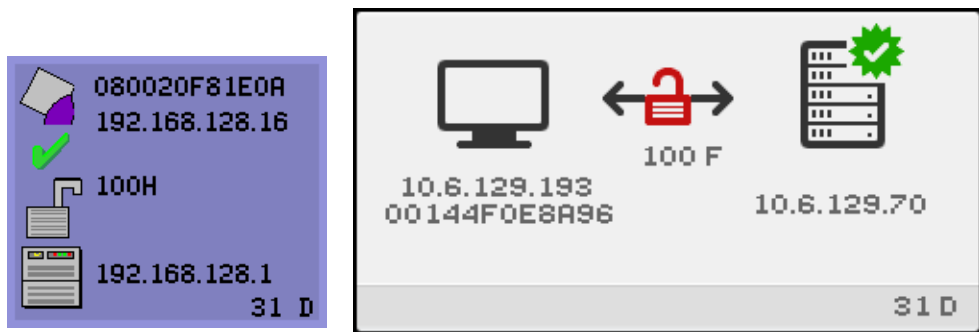 080020F81E0A
192.168.128.16
100H
192.168.128.1
31 D
100 F
10.6.129.193
00144F0E8A96
10.6.129.70
31 D